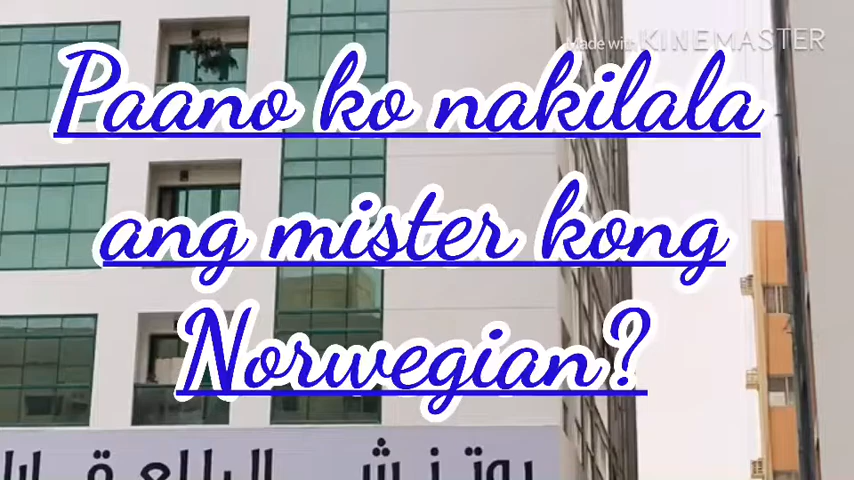 Made with KINEMASTER
Paano ko nakilala
ang mister kong
Norwegian?